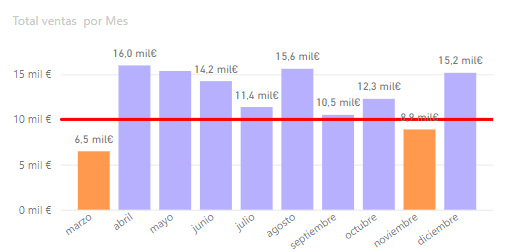 Total ventas por Mes
16,0 mil€
15,6 mil€
15,2 mil€
14,2 mil€
15 mil €
12,3 mil€
11,4 mil€
10,5 mil€
10 mil €
8,9 mil€
6,5 mil€
5 mil €
0 mil €
marzo
abril
mayo
junio
julio
agosto
septiembre
octubre
noviembre
diciembre